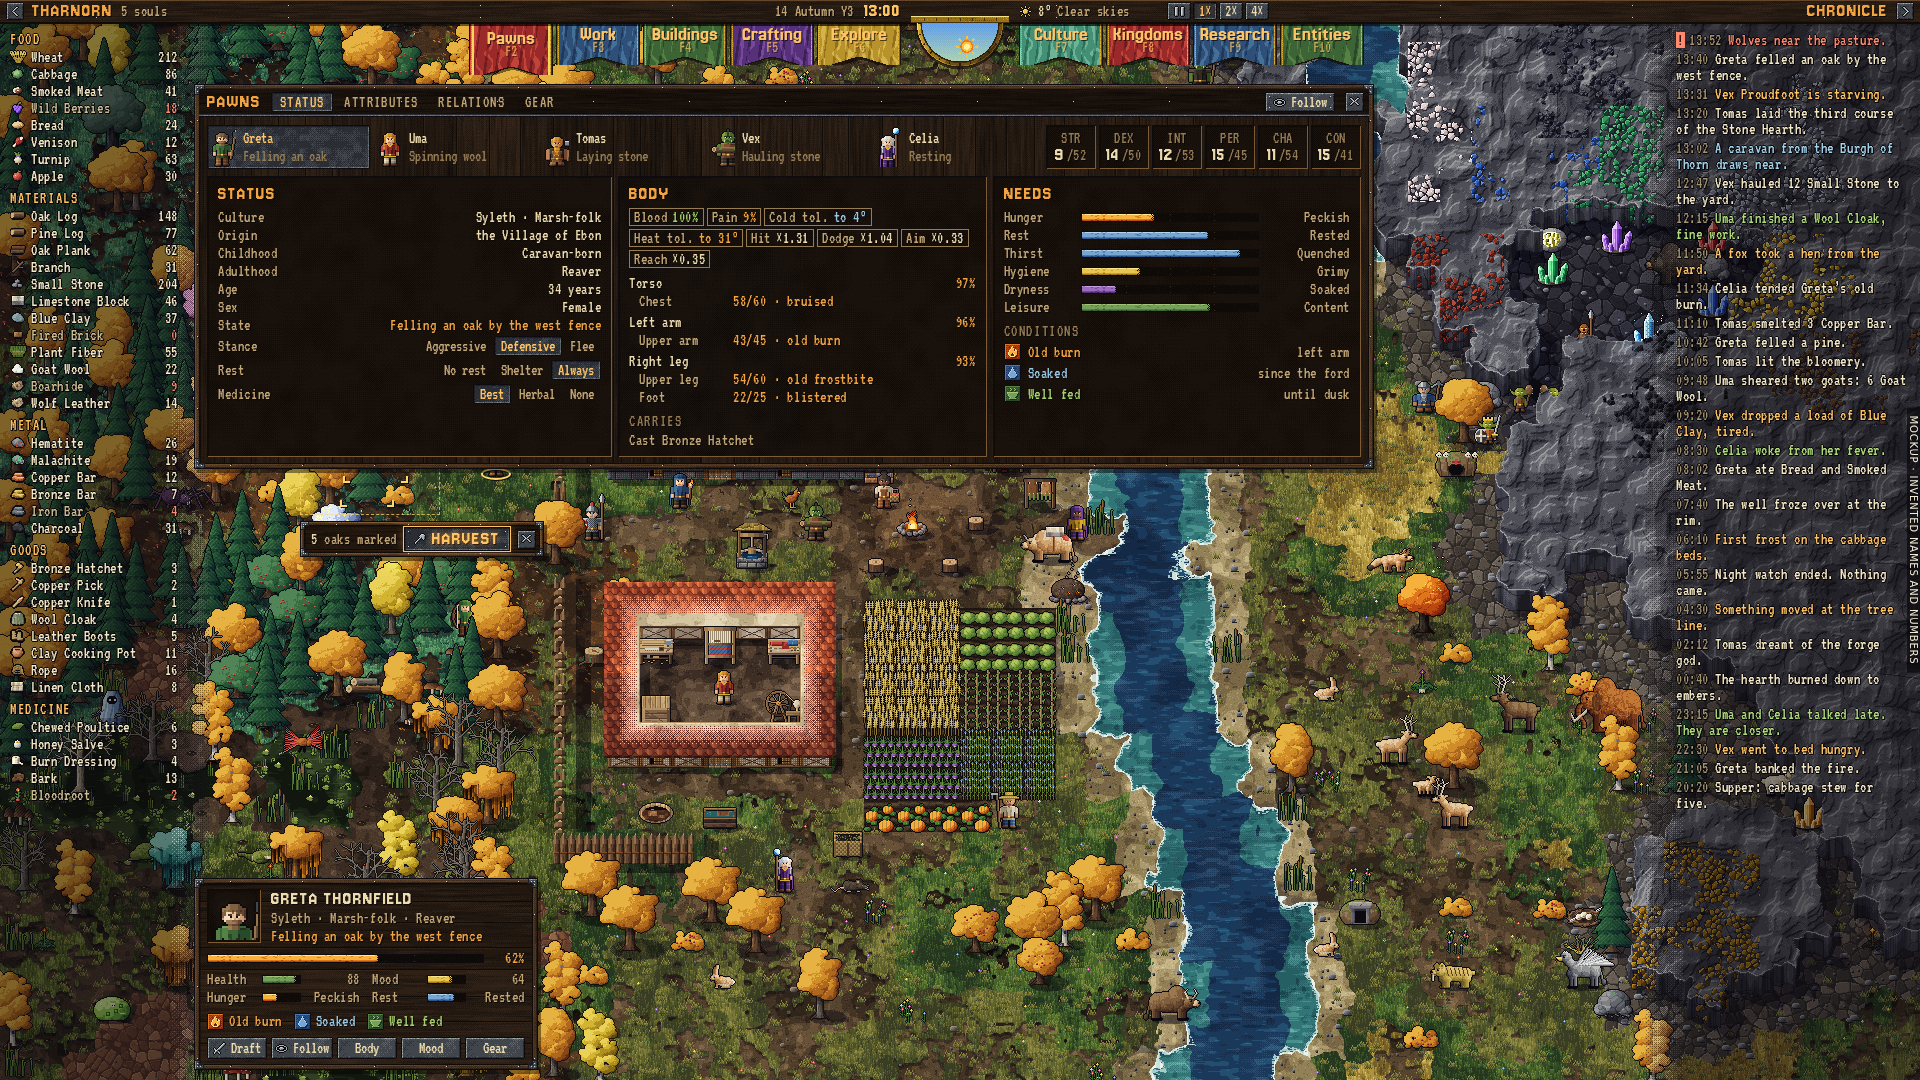 THARNORN 5 souls
14 Autumn Y3 13:00
8° Clear skies
1X 2X 4X
CHRONICLE
Pawns F2
Work F3
Buildings F4
Crafting F5
Explore F6
Culture F7
Kingdoms F8
Research F9
Entities F10
FOOD
Wheat 212
Cabbage 86
Smoked Meat 41
Wild Berries 18
Bread 24
Venison 12
Turnip 63
Apple 30
MATERIALS
Oak Log 148
Pine Log 77
Oak Plank 62
Branch 31
Small Stone 204
Limestone Block 46
Blue Clay 37
Fired Brick 0
Plant Fiber 55
Goat Wool 22
Boarhide 9
Wolf Leather 14
METAL
Hematite 26
Malachite 19
Copper Bar 12
Bronze Bar 7
Iron Bar 4
Charcoal 31
GOODS
Bronze Hatchet 3
Copper Pick 2
Copper Knife 1
Wool Cloak 4
Leather Boots 5
Clay Cooking Pot 11
Rope 16
Linen Cloth 8
MEDICINE
Chewed Poultice 6
Honey Salve 3
Burn Dressing 4
Bark 13
Bloodroot 2
PAWNS STATUS ATTRIBUTES RELATIONS GEAR
Follow
Greta
Felling an oak
Uma
Spinning wool
Tomas
Laying stone
Vex
Hauling stone
Celia
Resting
STR 9 /52
DEX 14 /50
INT 12 /53
PER 15 /45
CHA 11 /54
CON 15 /41
STATUS
Culture Syleth · Marsh-folk
Origin the Village of Ebon
Childhood Caravan-born
Adulthood Reaver
Age 34 years
Sex Female
State Felling an oak by the west fence
Stance Aggressive Defensive Flee
Rest No rest Shelter Always
Medicine Best Herbal None
BODY
Blood 100% Pain 9% Cold tol. to 4°
Heat tol. to 31° Hit X1.31 Dodge X1.04 Aim X0.33
Reach X0.35
Torso 97%
Chest 58/60 · bruised
Left arm 96%
Upper arm 43/45 · old burn
Right leg 93%
Upper leg 54/60 · old frostbite
Foot 22/25 · blistered
CARRIES
Cast Bronze Hatchet
NEEDS
Hunger Peckish
Rest Rested
Thirst Quenched
Hygiene Grimy
Dryness Soaked
Leisure Content
CONDITIONS
Old burn left arm
Soaked since the ford
Well fed until dusk
5 oaks marked HARVEST
GRETA THORNFIELD
Syleth · Marsh-folk · Reaver
Felling an oak by the west fence
62%
Health 88 Mood 64
Hunger Peckish Rest Rested
Old burn Soaked Well fed
Draft Follow Body Mood Gear
! 13:52 Wolves near the pasture.
13:40 Greta felled an oak by the
west fence.
13:31 Vex Proudfoot is starving.
13:20 Tomas laid the third course
of the Stone Hearth.
13:02 A caravan from the Burgh of
Thorn draws near.
12:47 Vex hauled 12 Small Stone to
the yard.
12:15 Uma finished a Wool Cloak,
fine work.
11:50 A fox took a hen from the
yard.
11:34 Celia tended Greta's old
burn.
11:10 Tomas smelted 3 Copper Bar.
10:42 Greta felled a pine.
10:05 Tomas lit the bloomery.
09:48 Uma sheared two goats: 6 Goat
Wool.
09:20 Vex dropped a load of Blue
Clay, tired.
08:30 Celia woke from her fever.
08:02 Greta ate Bread and Smoked
Meat.
07:40 The well froze over at the
rim.
06:10 First frost on the cabbage
beds.
05:55 Night watch ended. Nothing
came.
04:30 Something moved at the tree
line.
02:12 Tomas dreamt of the forge
god.
00:40 The hearth burned down to
embers.
23:15 Uma and Celia talked late.
They are closer.
22:30 Vex went to bed hungry.
21:05 Greta banked the fire.
20:20 Supper: cabbage stew for
five.
MOCKUP · INVENTED NAMES AND NUMBERS